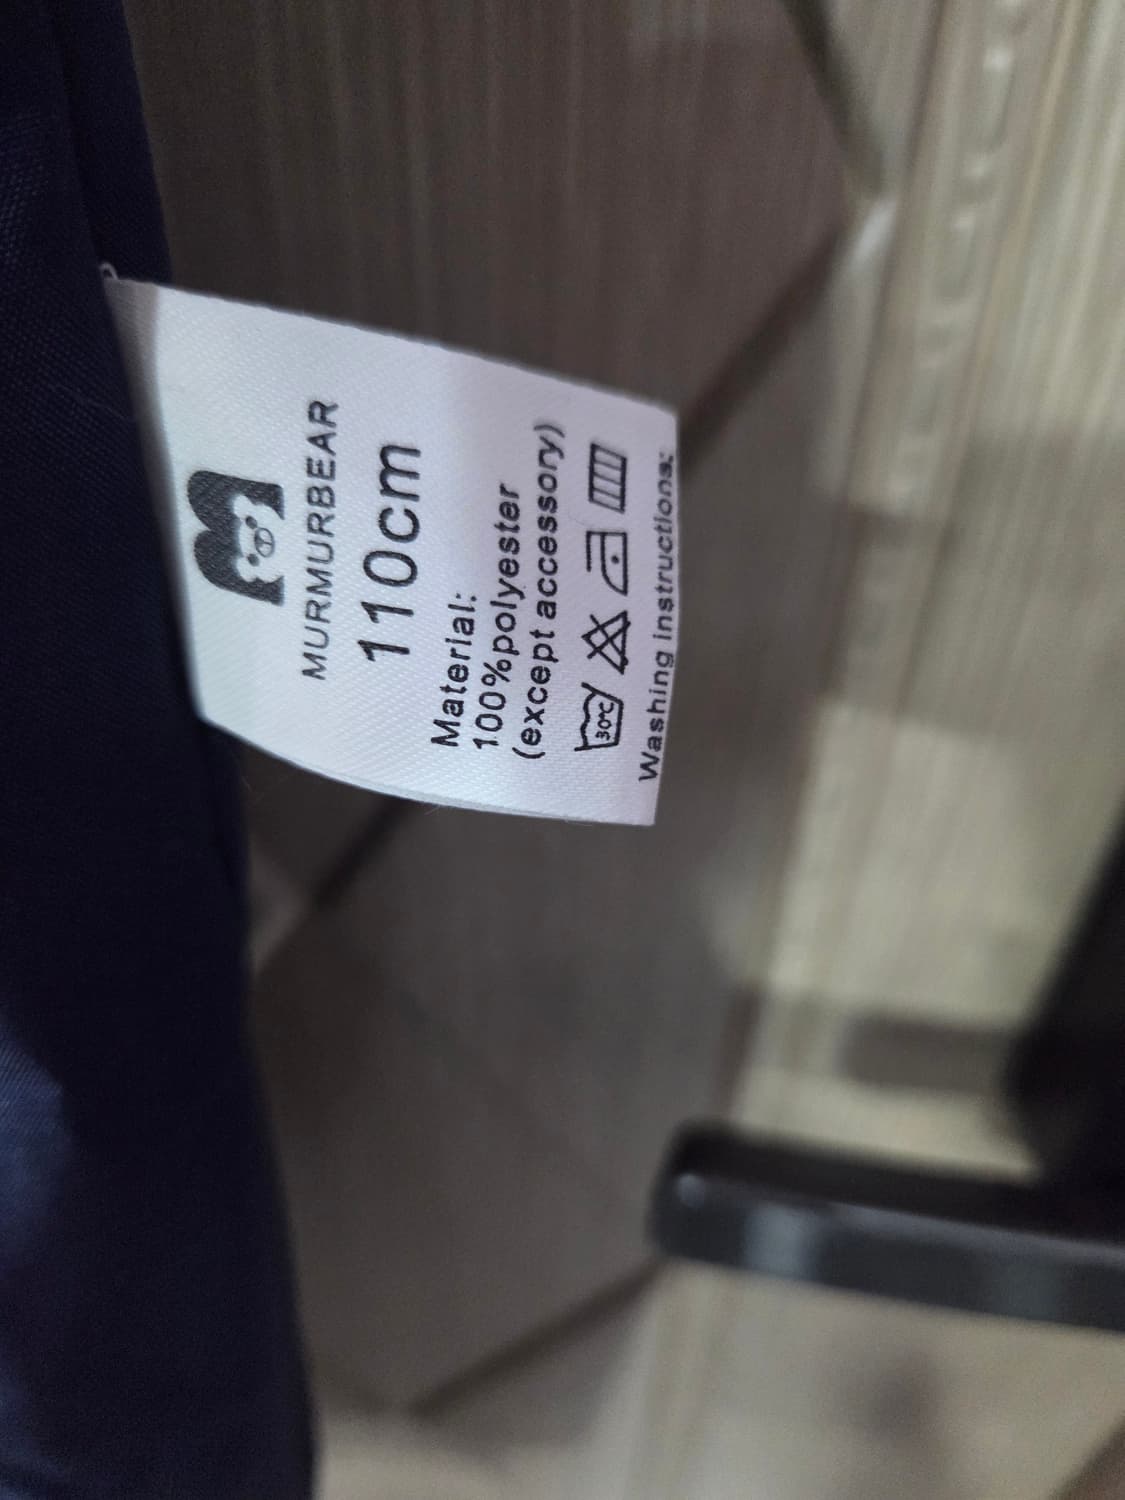 MURMURBEAR
110cm
Material:
100%polyester
(except accessory)
30℃
Washing instructions: